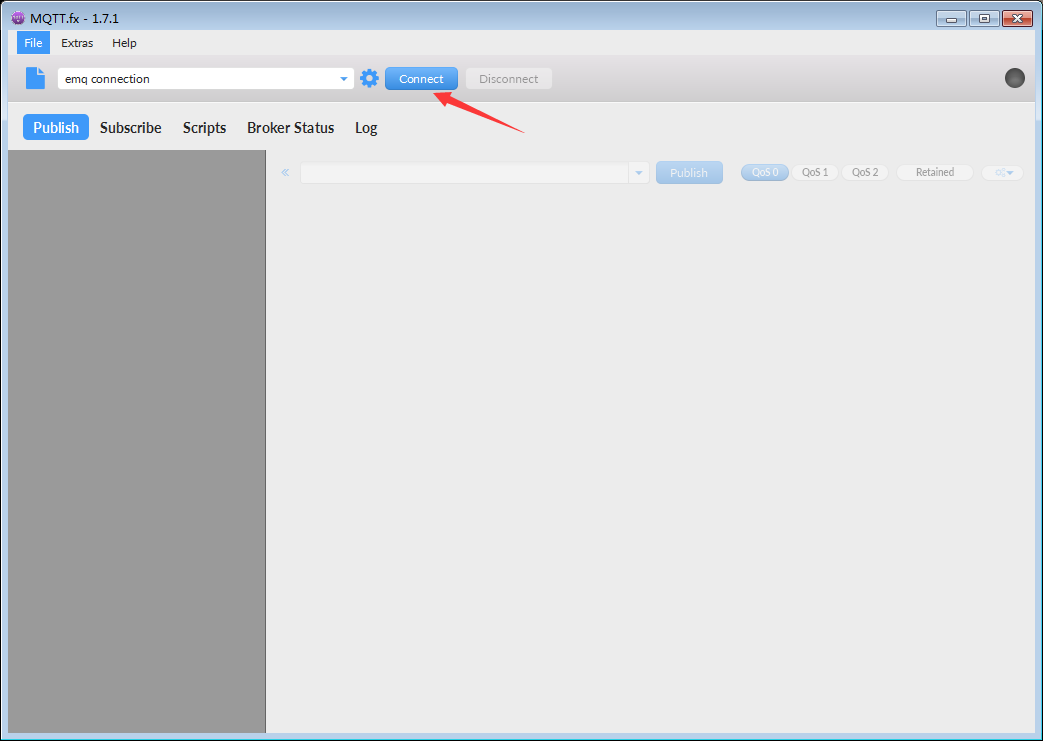 MQTT.fx - 1.7.1
File Extras Help
emq connection Connect Disconnect
Publish Subscribe Scripts Broker Status Log
Publish QoS 0 QoS 1 QoS 2 Retained